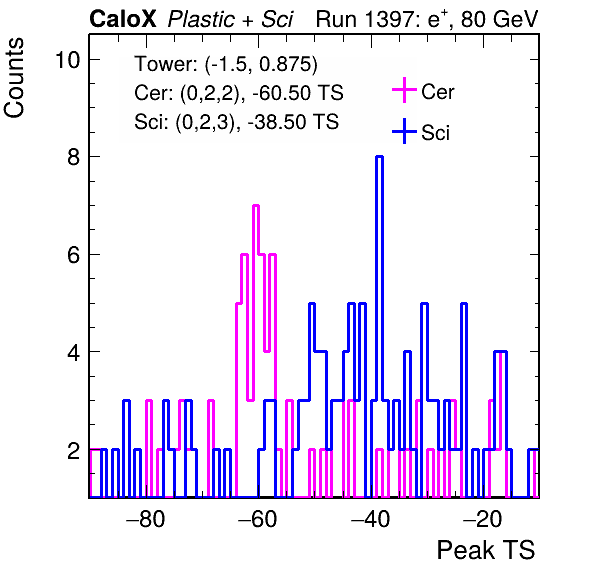 CaloX Plastic + Sci Run 1397: e+, 80 GeV
Counts
Tower: (-1.5, 0.875)
Cer: (0,2,2), -60.50 TS
Sci: (0,2,3), -38.50 TS
Cer
Sci
10
8
6
4
2
−80 −60 −40 −20
Peak TS